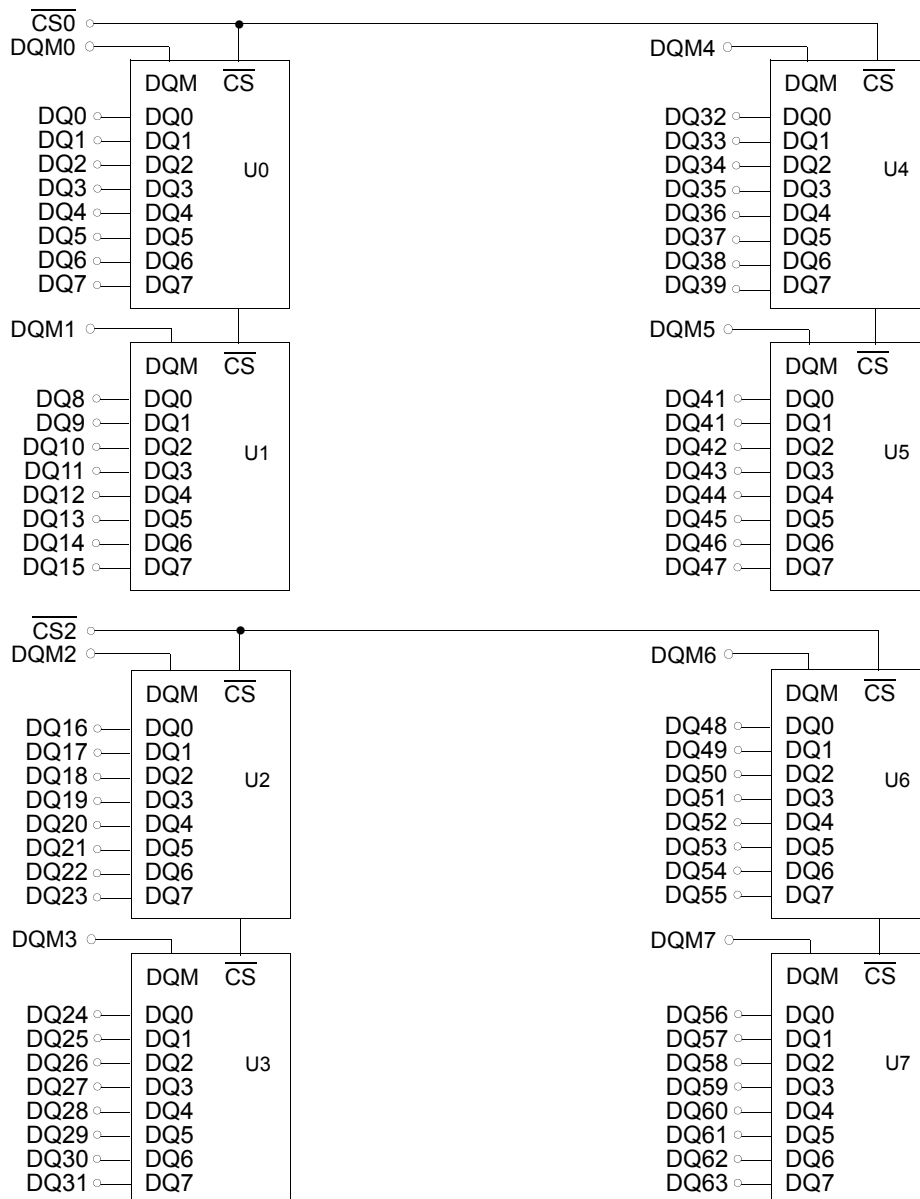 CS0
DQM0
DQM CS
DQ0 DQ0
DQ1 DQ1
DQ2 DQ2
DQ3 DQ3
DQ4 DQ4
DQ5 DQ5
DQ6 DQ6
DQ7 DQ7
U0
DQM4
DQM CS
DQ32 DQ0
DQ33 DQ1
DQ34 DQ2
DQ35 DQ3
DQ36 DQ4
DQ37 DQ5
DQ38 DQ6
DQ39 DQ7
U4
DQM1
DQM CS
DQ8 DQ0
DQ9 DQ1
DQ10 DQ2
DQ11 DQ3
DQ12 DQ4
DQ13 DQ5
DQ14 DQ6
DQ15 DQ7
U1
DQM5
DQM CS
DQ41 DQ0
DQ41 DQ1
DQ42 DQ2
DQ43 DQ3
DQ44 DQ4
DQ45 DQ5
DQ46 DQ6
DQ47 DQ7
U5
CS2
DQM2
DQM CS
DQ16 DQ0
DQ17 DQ1
DQ18 DQ2
DQ19 DQ3
DQ20 DQ4
DQ21 DQ5
DQ22 DQ6
DQ23 DQ7
U2
DQM6
DQM CS
DQ48 DQ0
DQ49 DQ1
DQ50 DQ2
DQ51 DQ3
DQ52 DQ4
DQ53 DQ5
DQ54 DQ6
DQ55 DQ7
U6
DQM3
DQM CS
DQ24 DQ0
DQ25 DQ1
DQ26 DQ2
DQ27 DQ3
DQ28 DQ4
DQ29 DQ5
DQ30 DQ6
DQ31 DQ7
U3
DQM7
DQM CS
DQ56 DQ0
DQ57 DQ1
DQ58 DQ2
DQ59 DQ3
DQ60 DQ4
DQ61 DQ5
DQ62 DQ6
DQ63 DQ7
U7